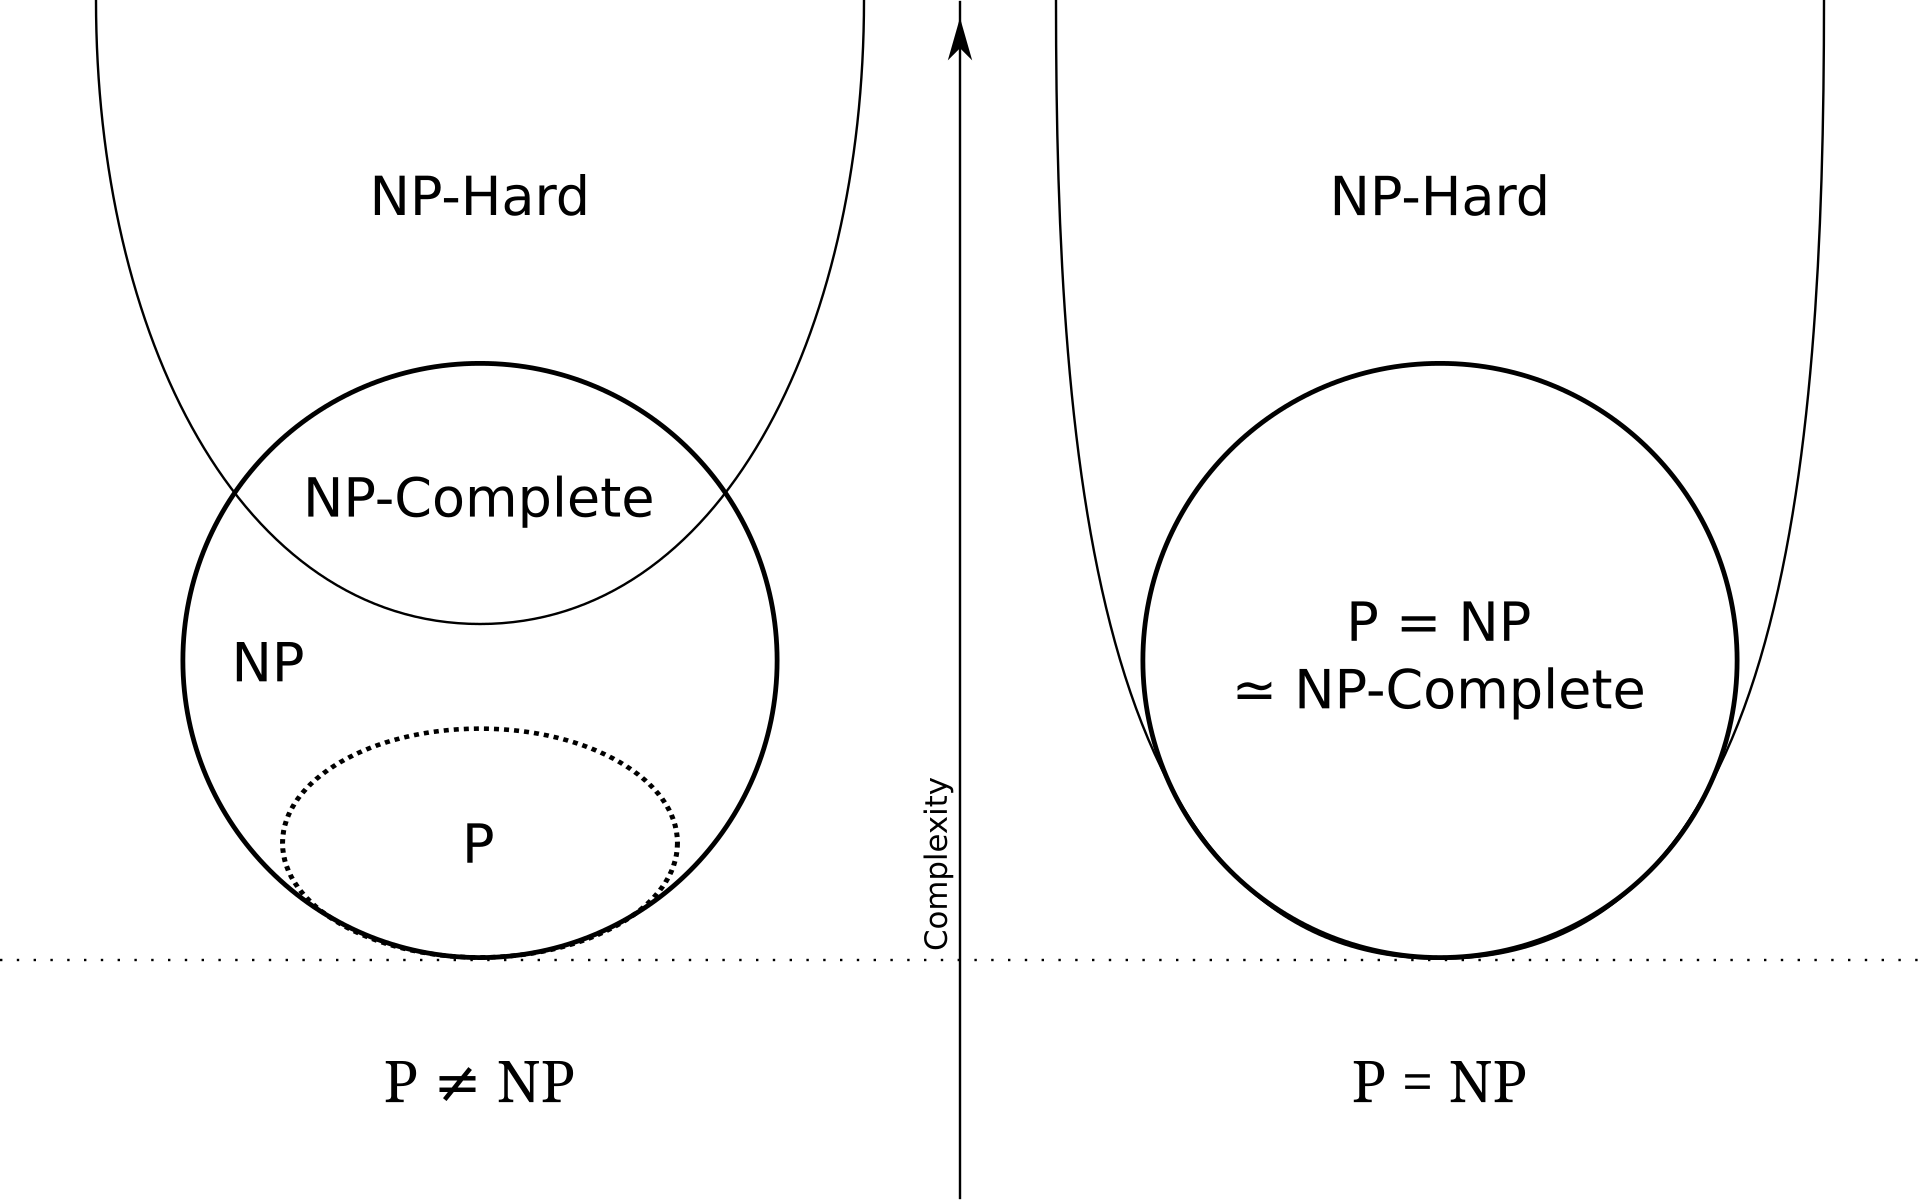 NP-Hard
NP-Complete
NP
P
P ≠ NP
Complexity
NP-Hard
P = NP
≃ NP-Complete
P = NP